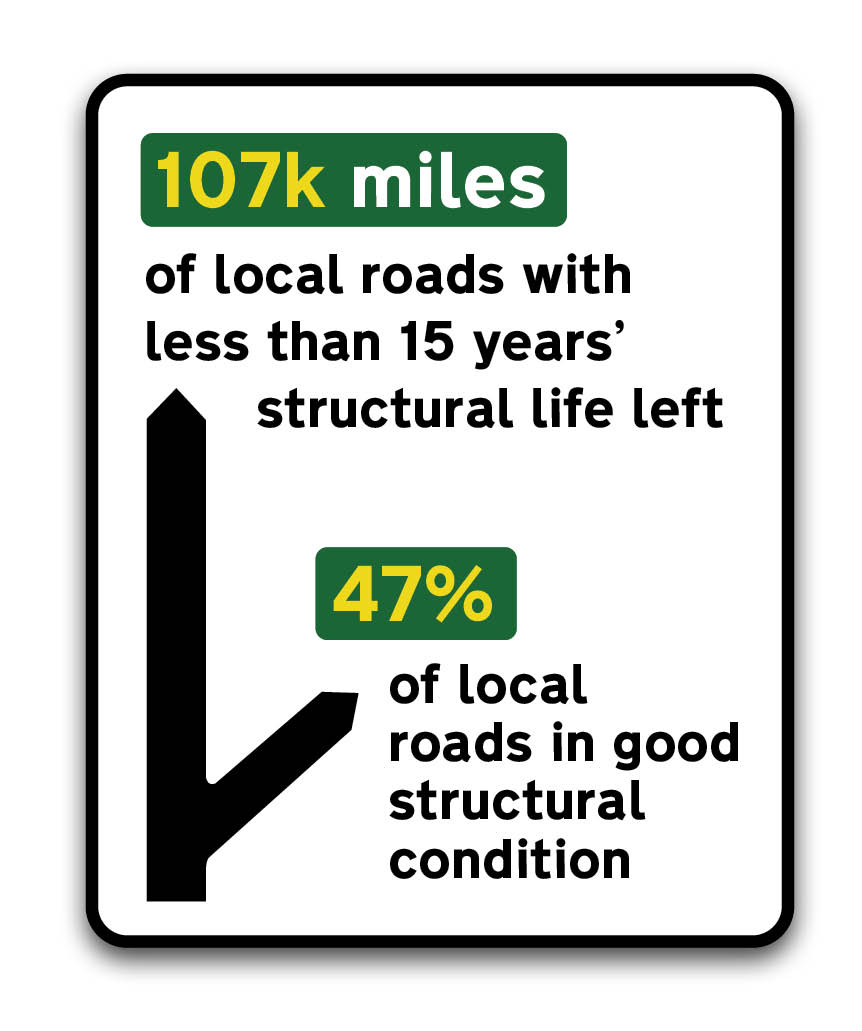 107k miles
of local roads with
less than 15 years’
structural life left
47%
of local
roads in good
structural
condition